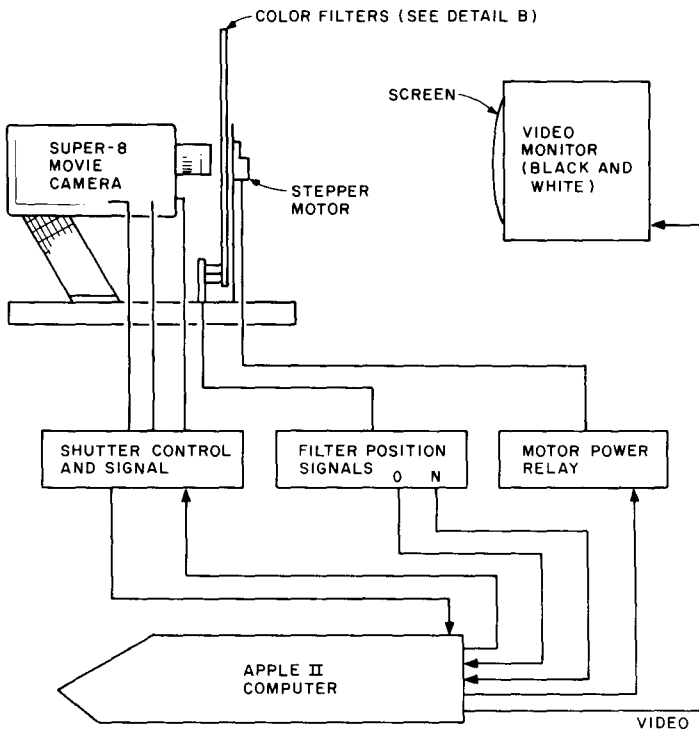 COLOR FILTERS (SEE DETAIL B)
SCREEN
SUPER-8
MOVIE
CAMERA
VIDEO
MONITOR
(BLACK AND
WHITE)
STEPPER
MOTOR
SHUTTER CONTROL
AND SIGNAL
FILTER POSITION
SIGNALS O N
MOTOR POWER
RELAY
APPLE II
COMPUTER
VIDEO